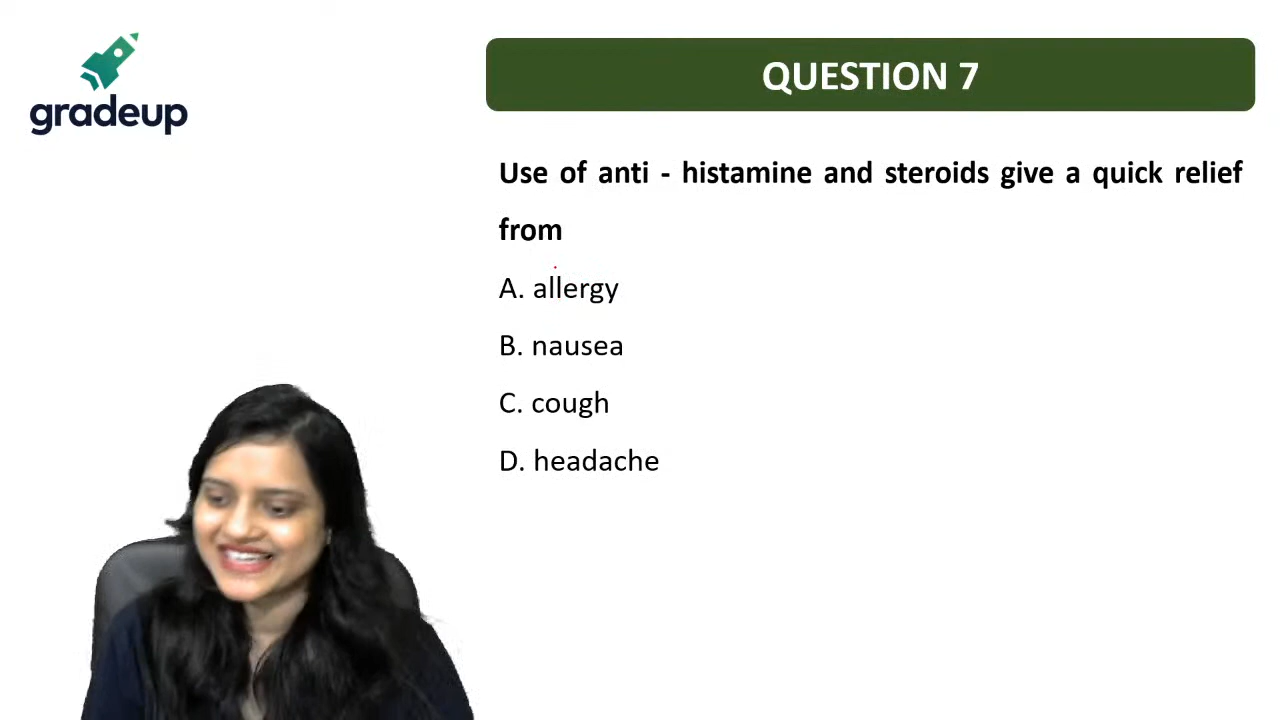 gradeup
QUESTION 7
Use of anti - histamine and steroids give a quick relief
from
A. allergy
B. nausea
C. cough
D. headache